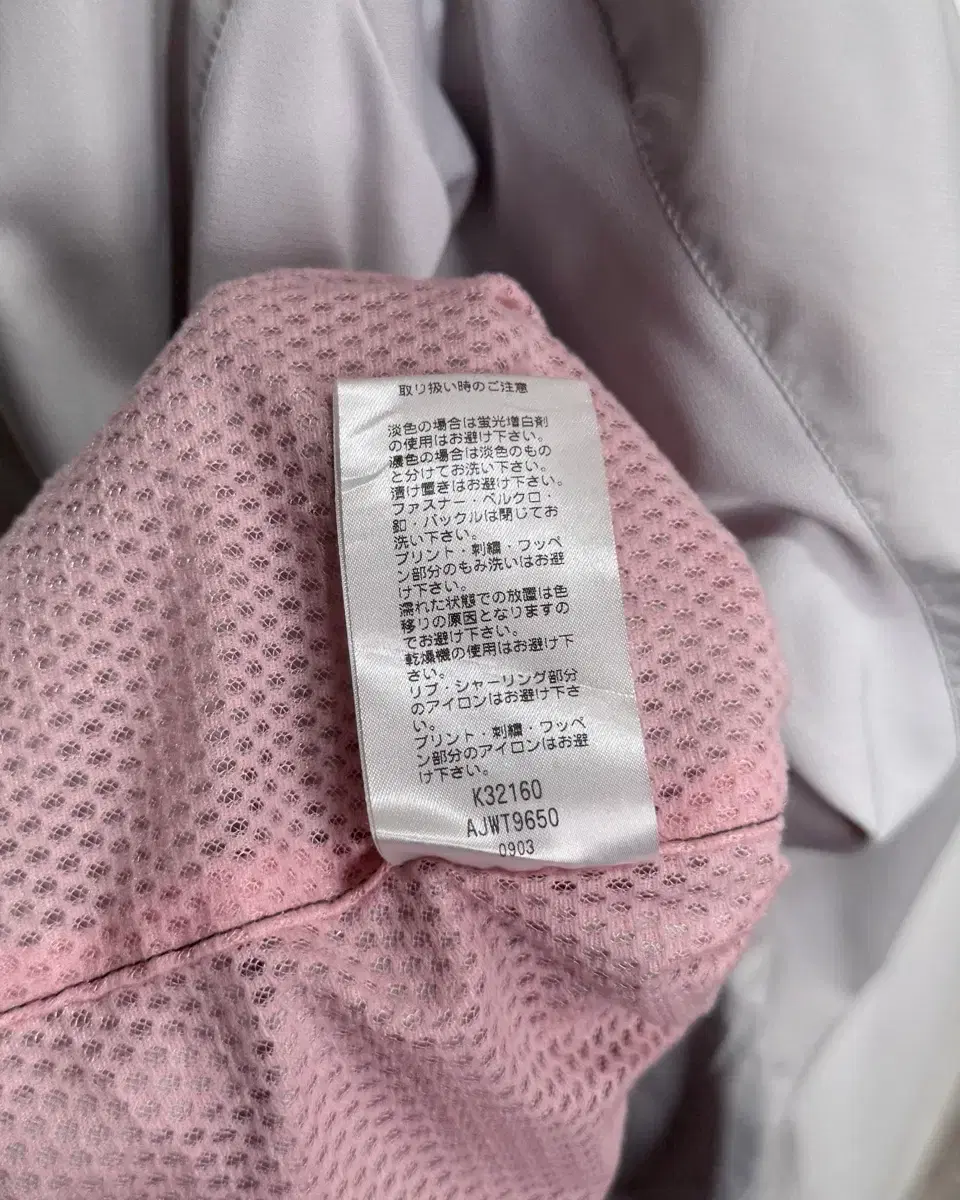 取り扱い時のご注意
淡色の場合は蛍光増白剤
の使用はお避け下さい。
濃色の場合は淡色のもの
と分けてお洗い下さい。
漬け置きはお避け下さい。
ファスナー・ベルクロ・
釦・バックルは閉じてお
洗い下さい。
プリント・刺繍・ワッペ
ン部分のもみ洗いはお避
け下さい。
濡れた状態での放置は色
移りの原因となりますの
でお避け下さい。
乾燥機の使用はお避け下
さい。
リブ・シャーリング部分
のアイロンはお避け下さ
い。
プリント・刺繍・ワッペ
ン部分のアイロンはお避
け下さい。
K32160
AJWT9650
0903